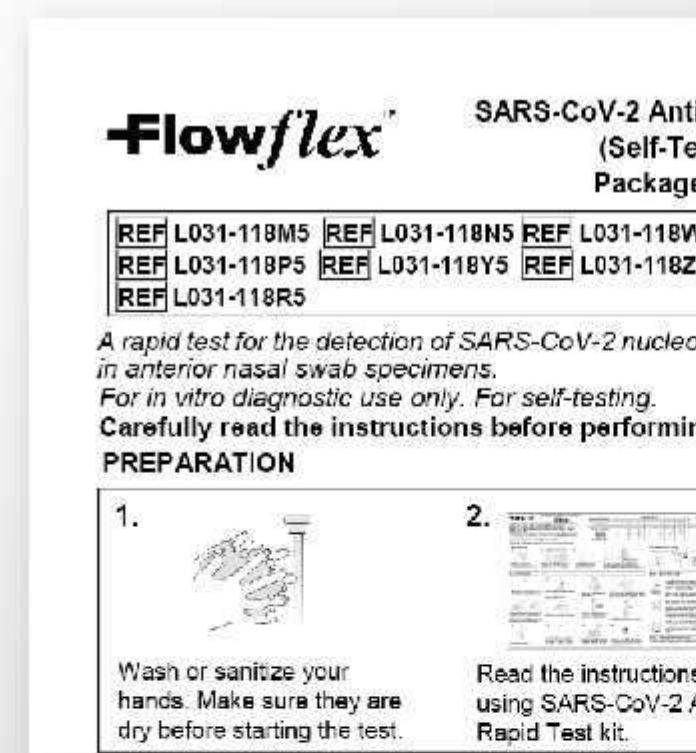 Flowflex
SARS-CoV-2 Anti
(Self-Te
Package
REF L031-118M5 REF L031-118N5 REF L031-118W
REF L031-118P5 REF L031-118Y5 REF L031-118Z
REF L031-118R5
A rapid test for the detection of SARS-CoV-2 nucleo
in anterior nasal swab specimens.
For in vitro diagnostic use only. For self-testing.
Carefully read the instructions before performin
PREPARATION
1.
Wash or sanitize your
hands. Make sure they are
dry before starting the test.
2.
Read the instructions
using SARS-CoV-2 A
Rapid Test kit.